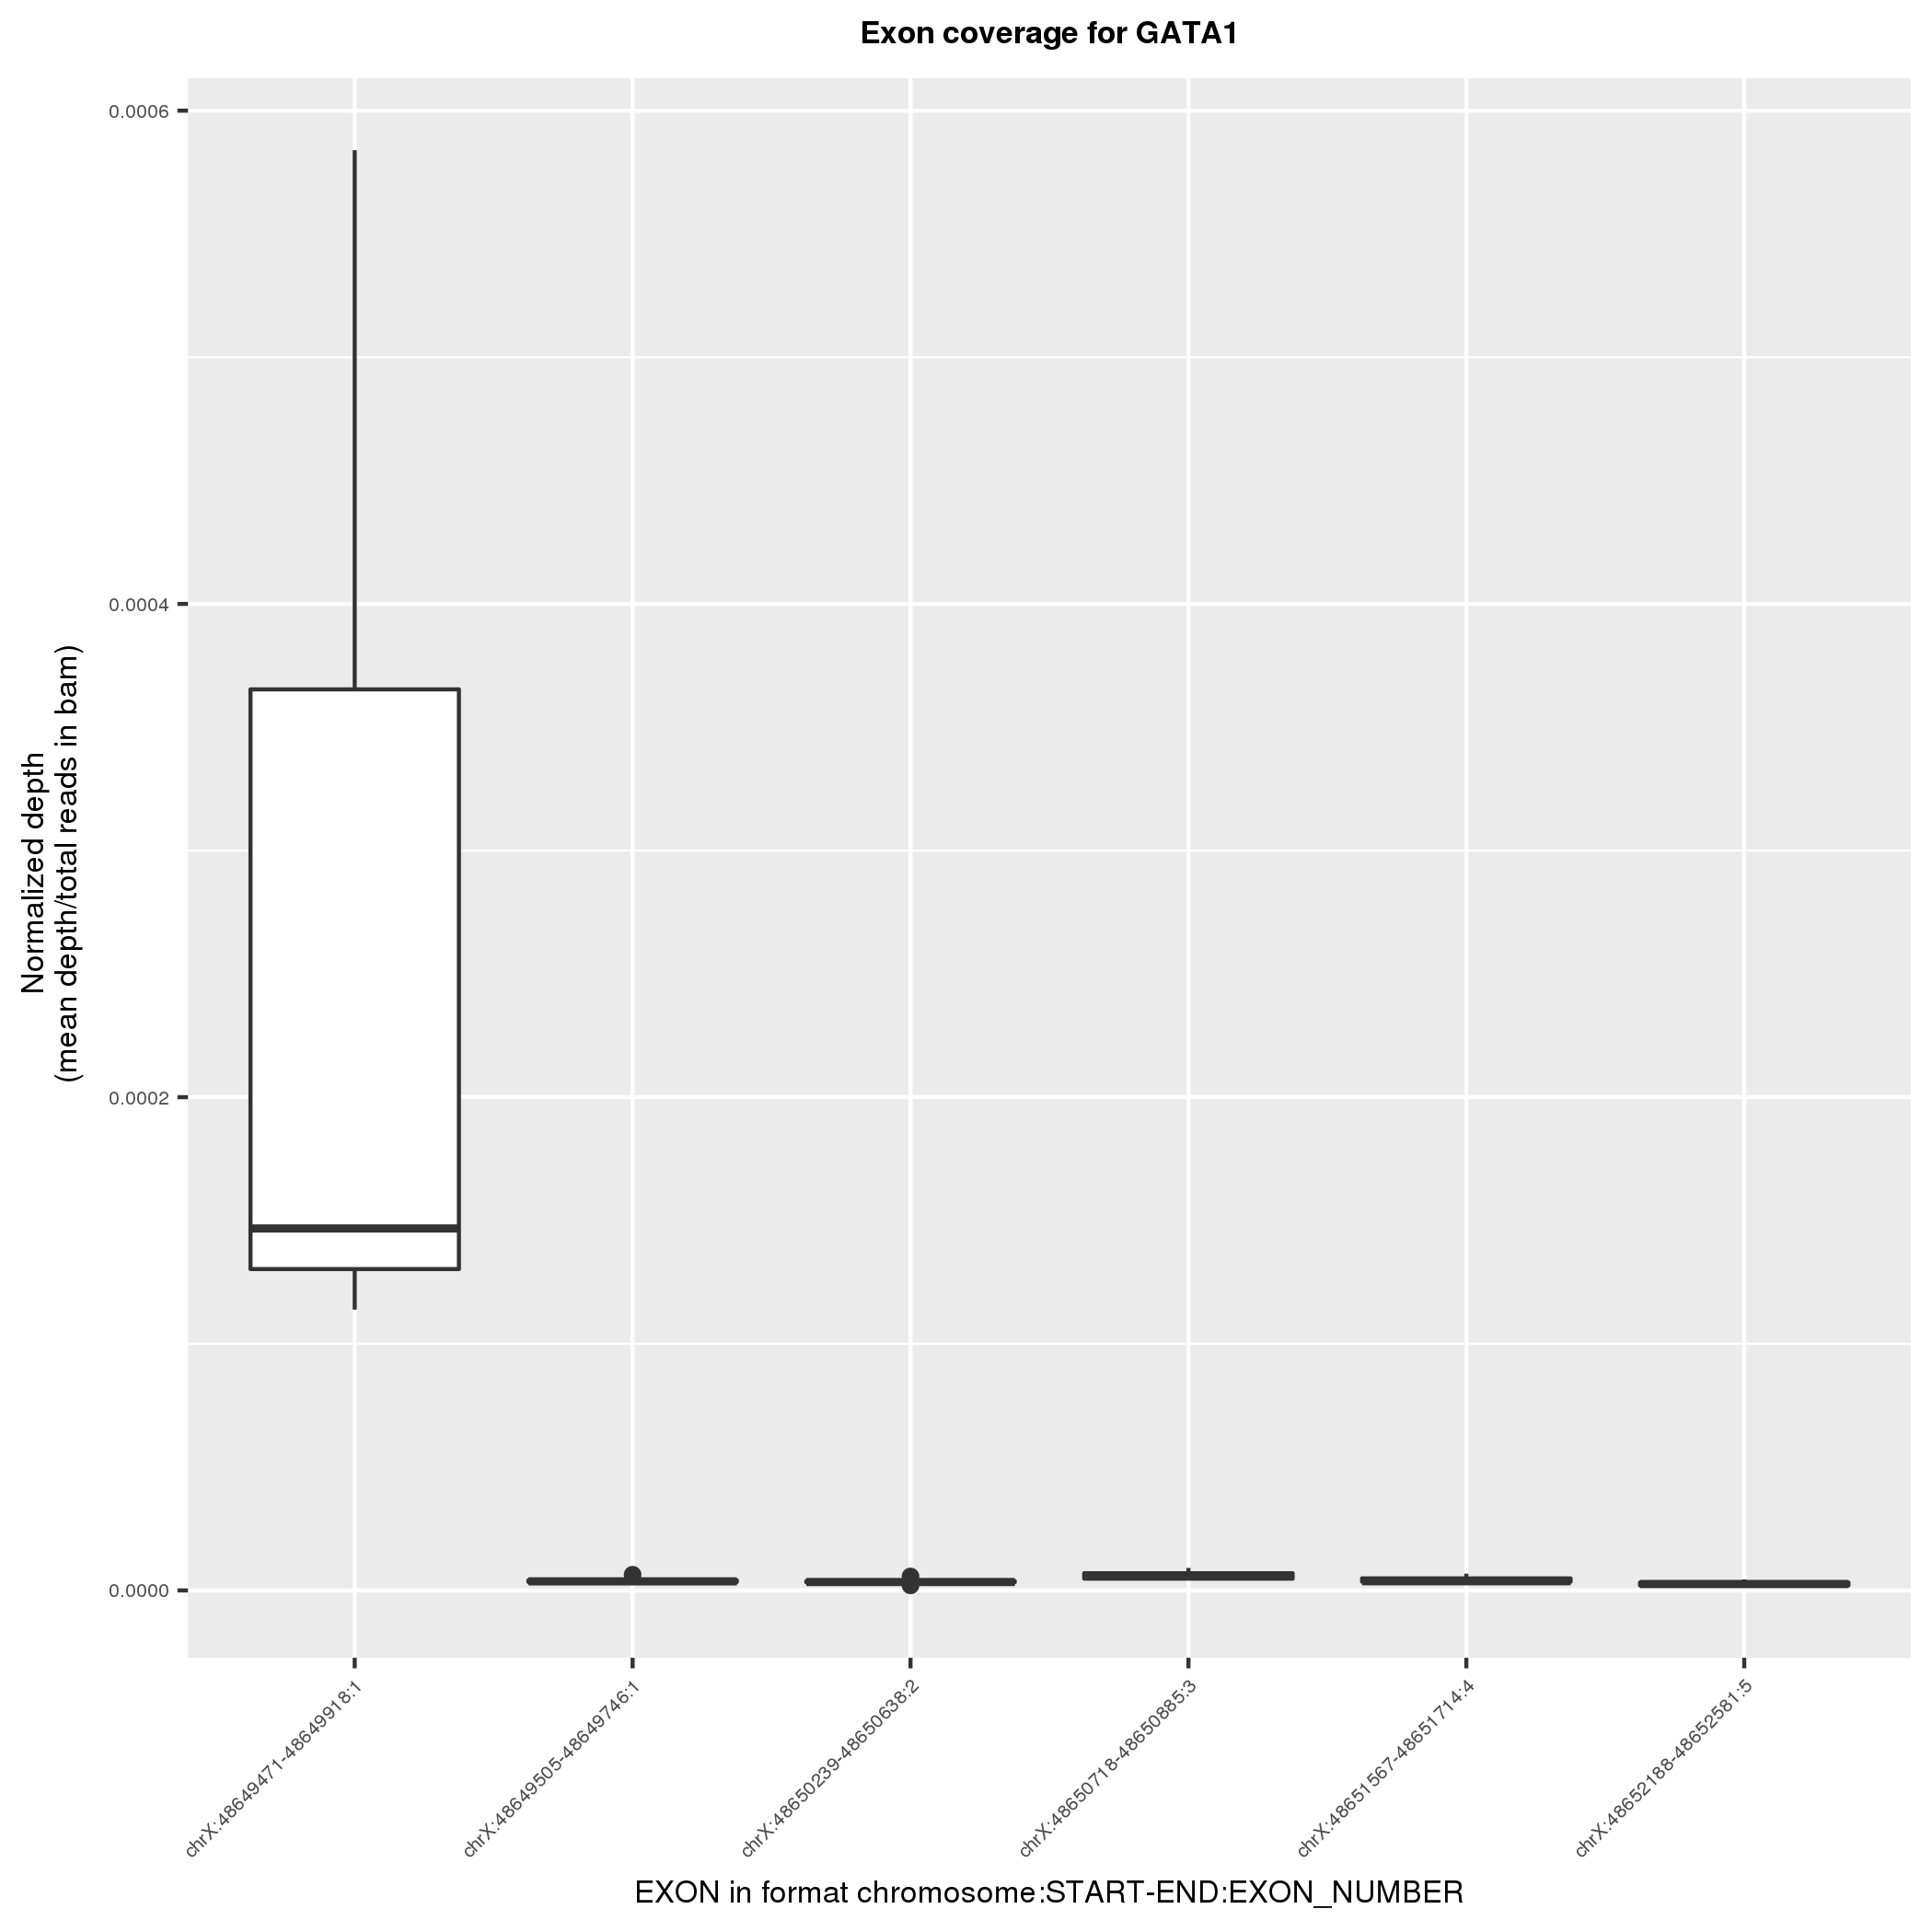 Exon coverage for GATA1
0.0006
0.0004
0.0002
0.0000
Normalized depth
(mean depth/total reads in bam)
chrX:48649471-48649918:1
chrX:48649505-48649746:1
chrX:48650239-48650638:2
chrX:48650718-48650885:3
chrX:48651567-48651714:4
chrX:48652188-48652581:5
EXON in format chromosome:START-END:EXON_NUMBER